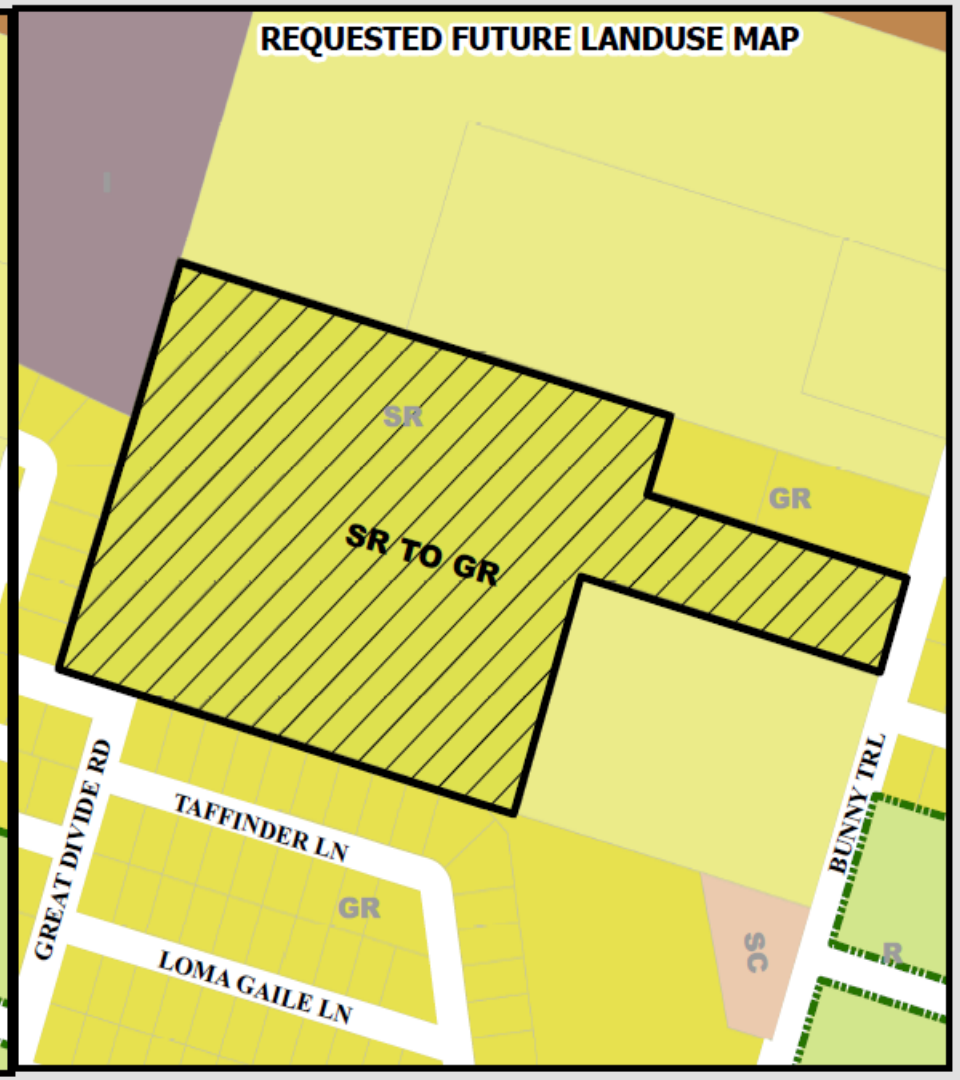 REQUESTED FUTURE LANDUSE MAP
I
SR
GR
SR TO GR
BUNNY TRL
GREAT DIVIDE RD
TAFFINDER LN
GR
SC
R
LOMA GAILE LN